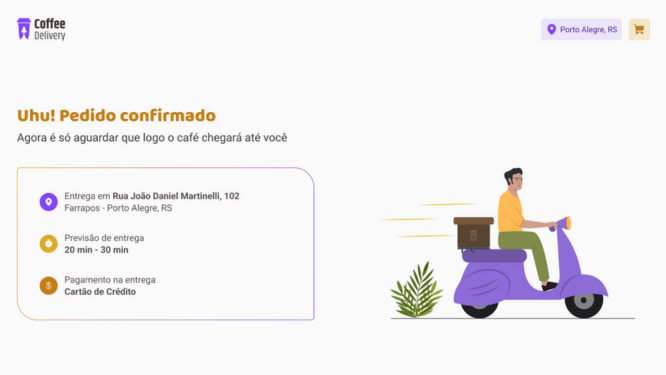 Coffee
Delivery
Porto Alegre, RS
Uhu! Pedido confirmado
Agora é só aguardar que logo o café chegará até você
Entrega em Rua João Daniel Martinelli, 102
Farrapos - Porto Alegre, RS
Previsão de entrega
20 min - 30 min
Pagamento na entrega
Cartão de Crédito